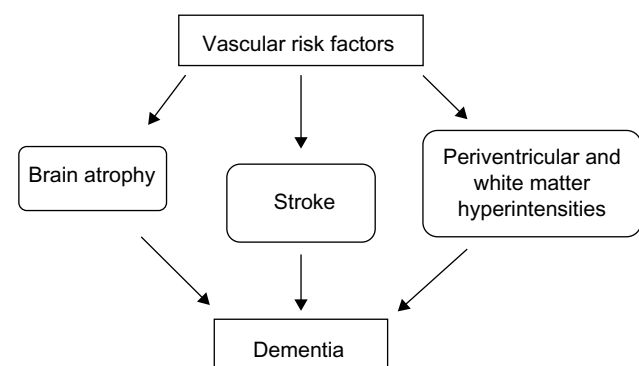 Vascular risk factors
Brain atrophy
Stroke
Periventricular and
white matter
hyperintensities
Dementia